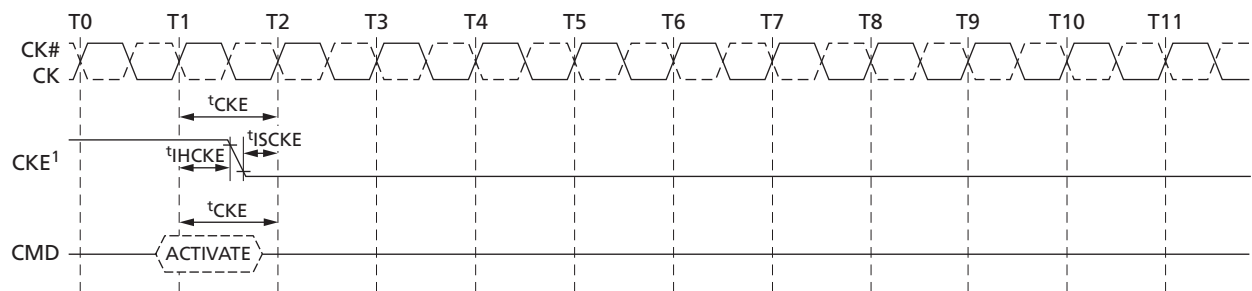 T0 T1 T2 T3 T4 T5 T6 T7 T8 T9 T10 T11
CK#
CK
tCKE
tISCKE
CKE1
tIHCKE
tCKE
CMD ACTIVATE